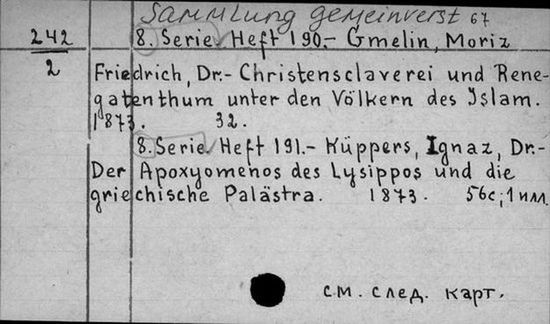 Sammlung gemeinverst 67
242 8. Serie. Heft 190.- Gmelin, Moriz
2 Friedrich, Dr.- Christensclaverei und Rene-
gatenthum unter den Völkern des Islam.
1873. 32.
8. Serie. Heft 191.- Küppers, Ignaz, Dr.-
Der Apoxyomenos des Lysippos und die
griechische Palästra. 1873. 56с; 1 илл.
см. след. карт.